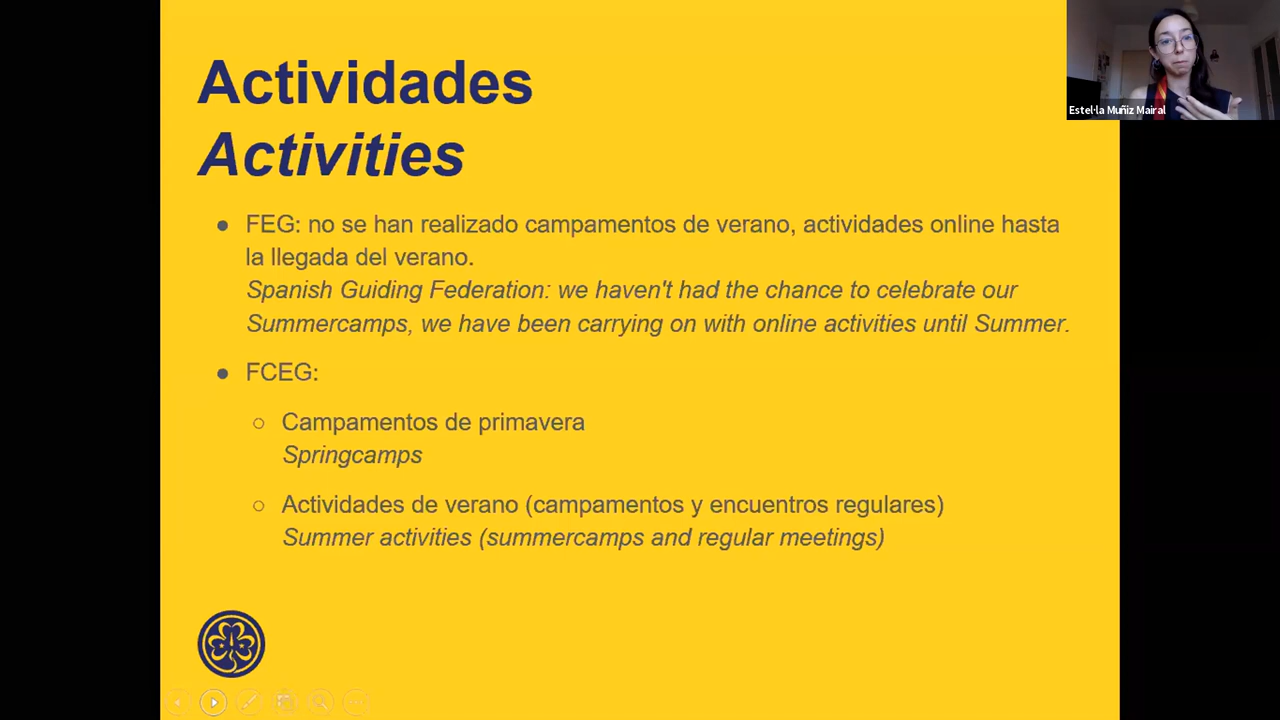 Actividades
Activities
Estel·la Muñiz Mairal
● FEG: no se han realizado campamentos de verano, actividades online hasta
la llegada del verano.
Spanish Guiding Federation: we haven't had the chance to celebrate our
Summercamps, we have been carrying on with online activities until Summer.
● FCEG:
○ Campamentos de primavera
Springcamps
○ Actividades de verano (campamentos y encuentros regulares)
Summer activities (summercamps and regular meetings)